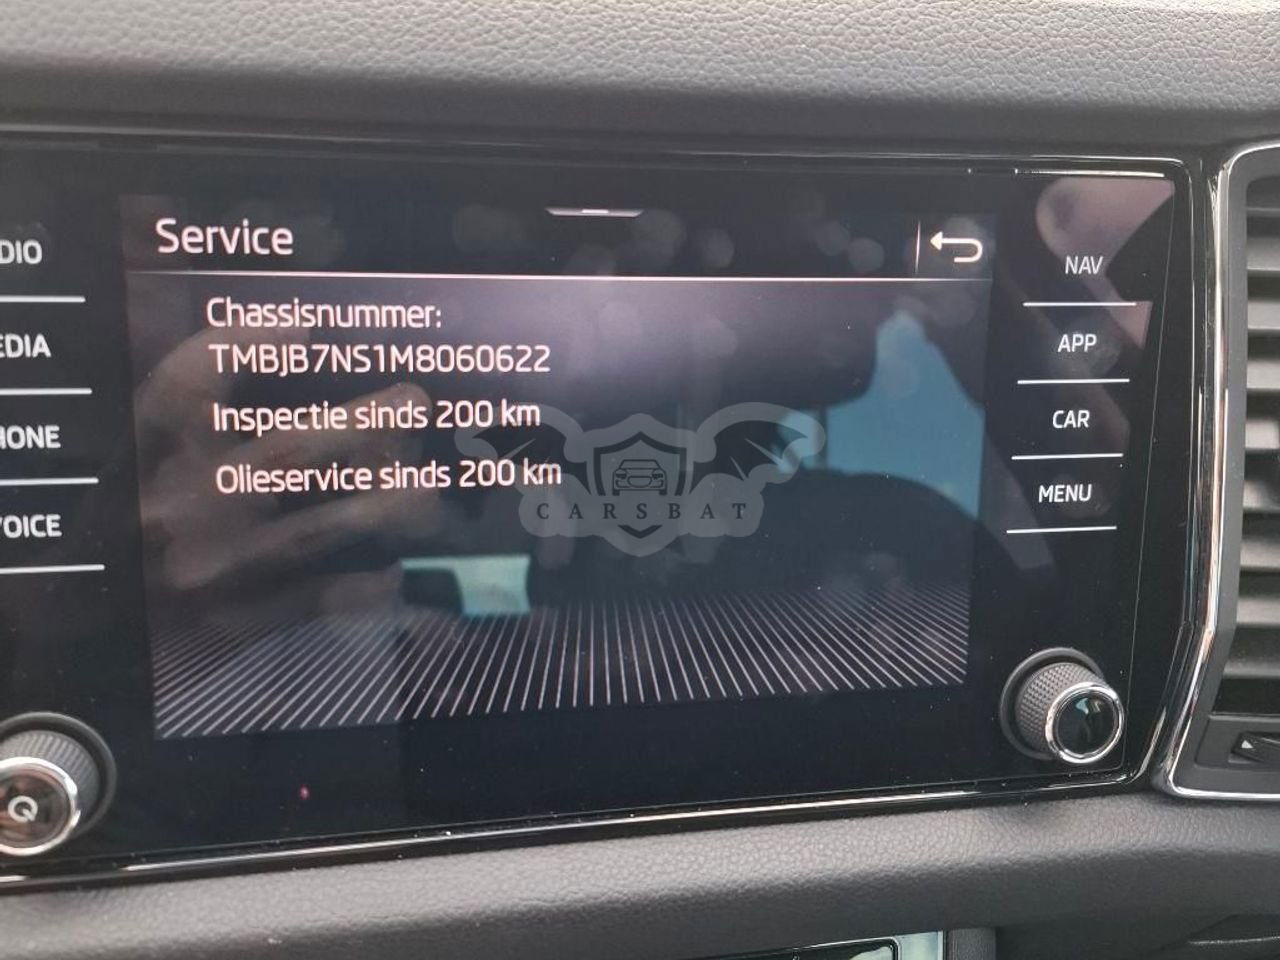 Service
Chassisnummer:
TMBJB7NS1M8060622
Inspectie sinds 200 km
Olieservice sinds 200 km
DIO
EDIA
HONE
VOICE
NAV
APP
CAR
MENU
CARSBAT